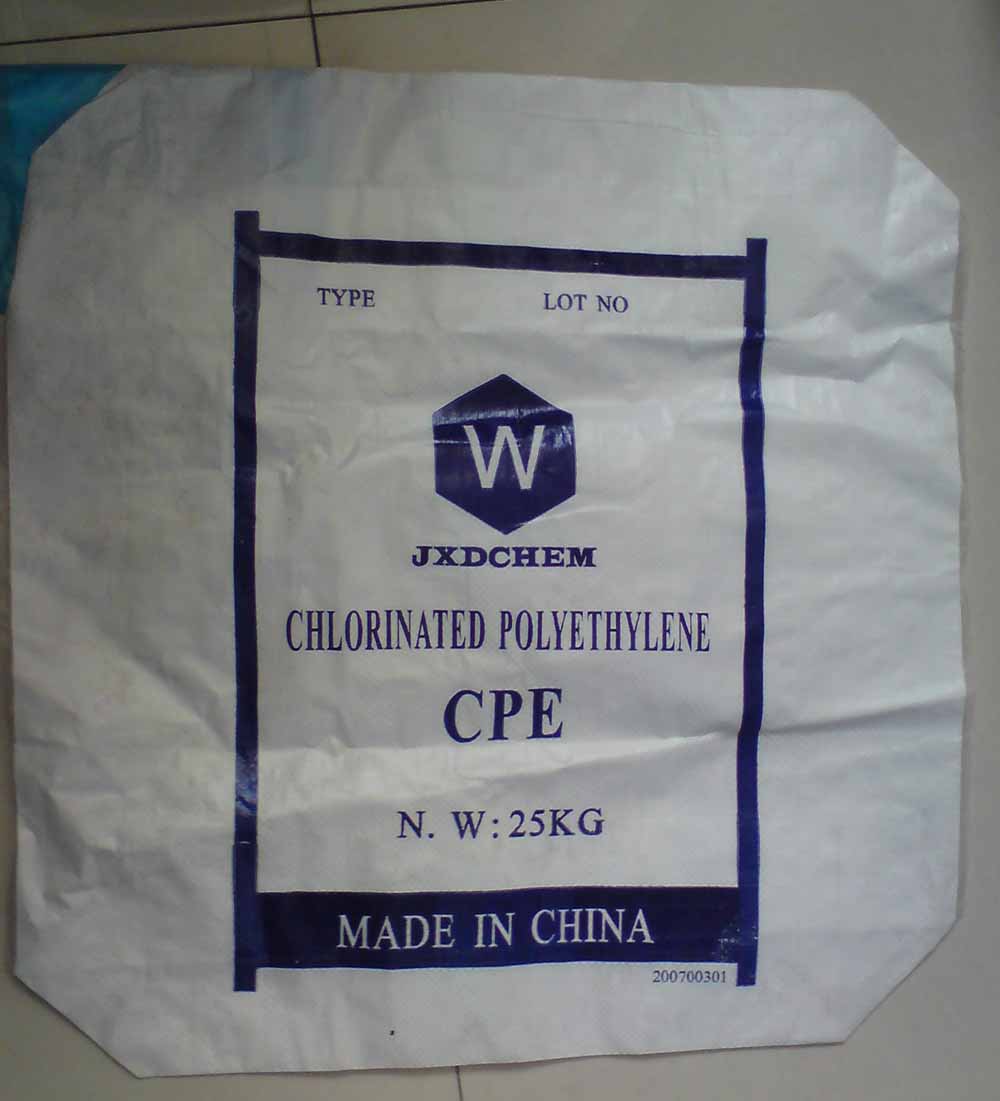 TYPE LOT NO
W
JXDCHEM
CHLORINATED POLYETHYLENE
CPE
N. W: 25KG
MADE IN CHINA
200700301